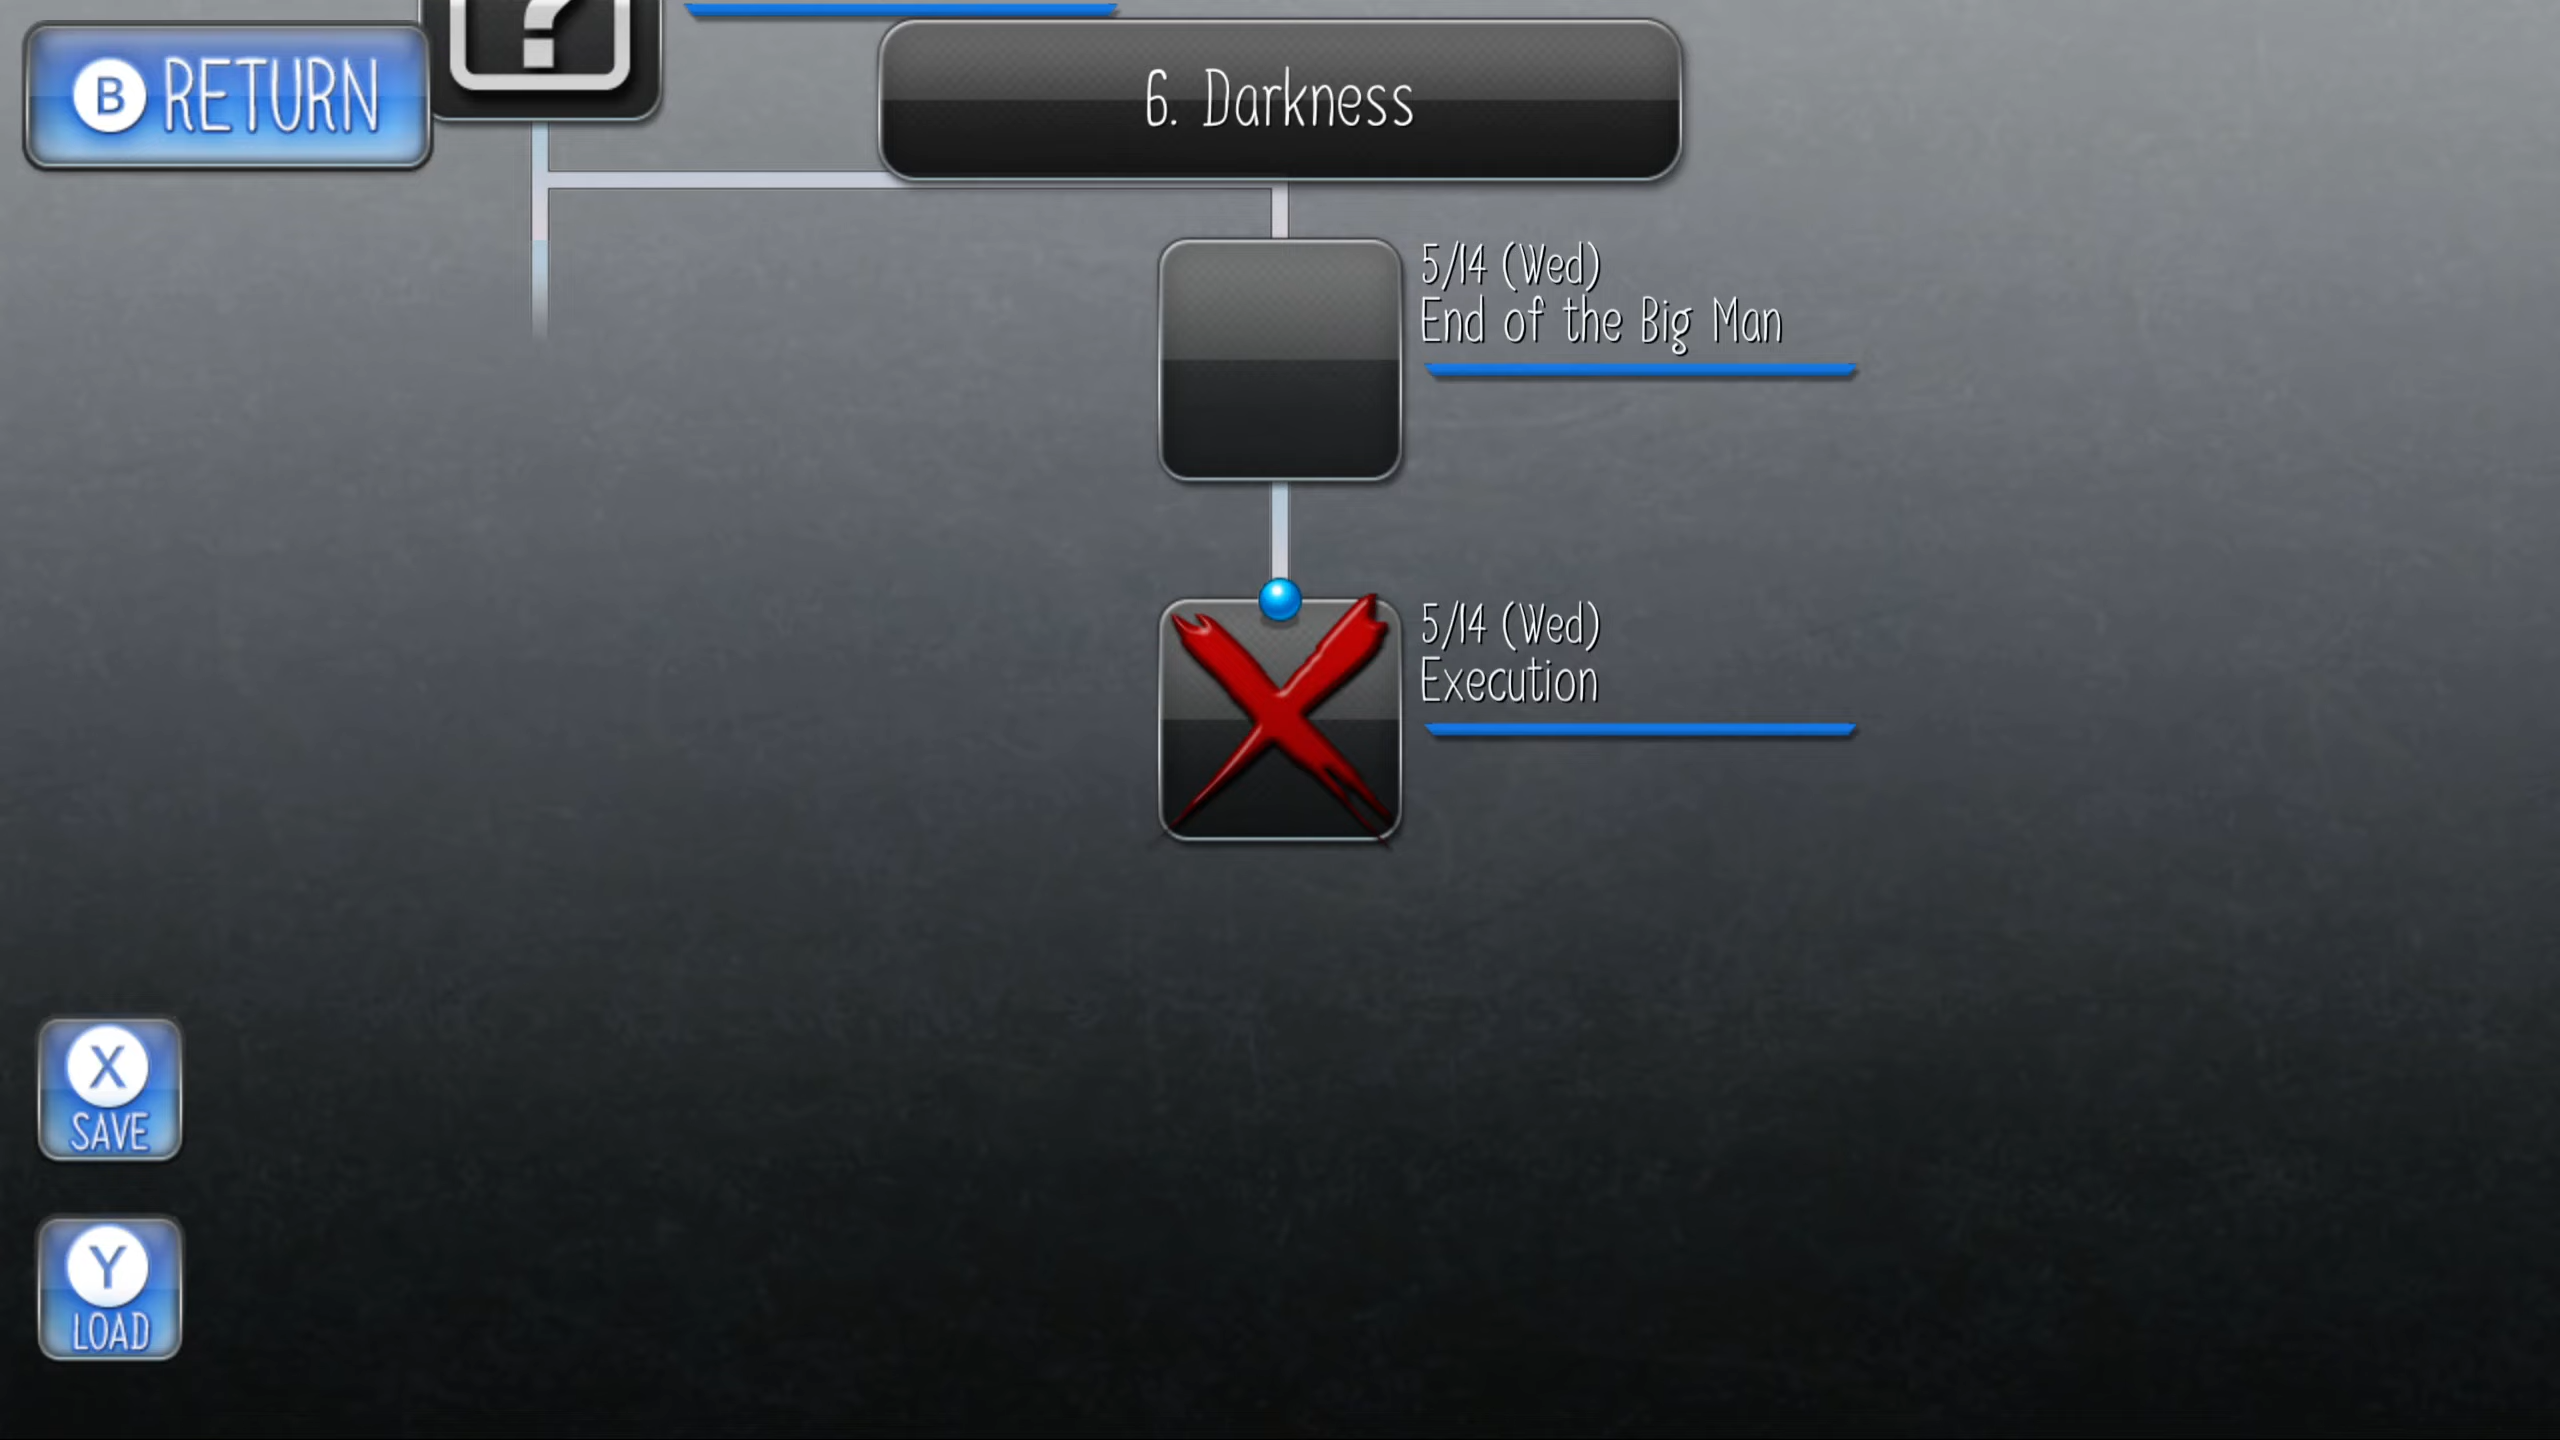 ?
B RETURN
6. Darkness
5/14 (Wed)
End of the Big Man
5/14 (Wed)
Execution
X
SAVE
Y
LOAD